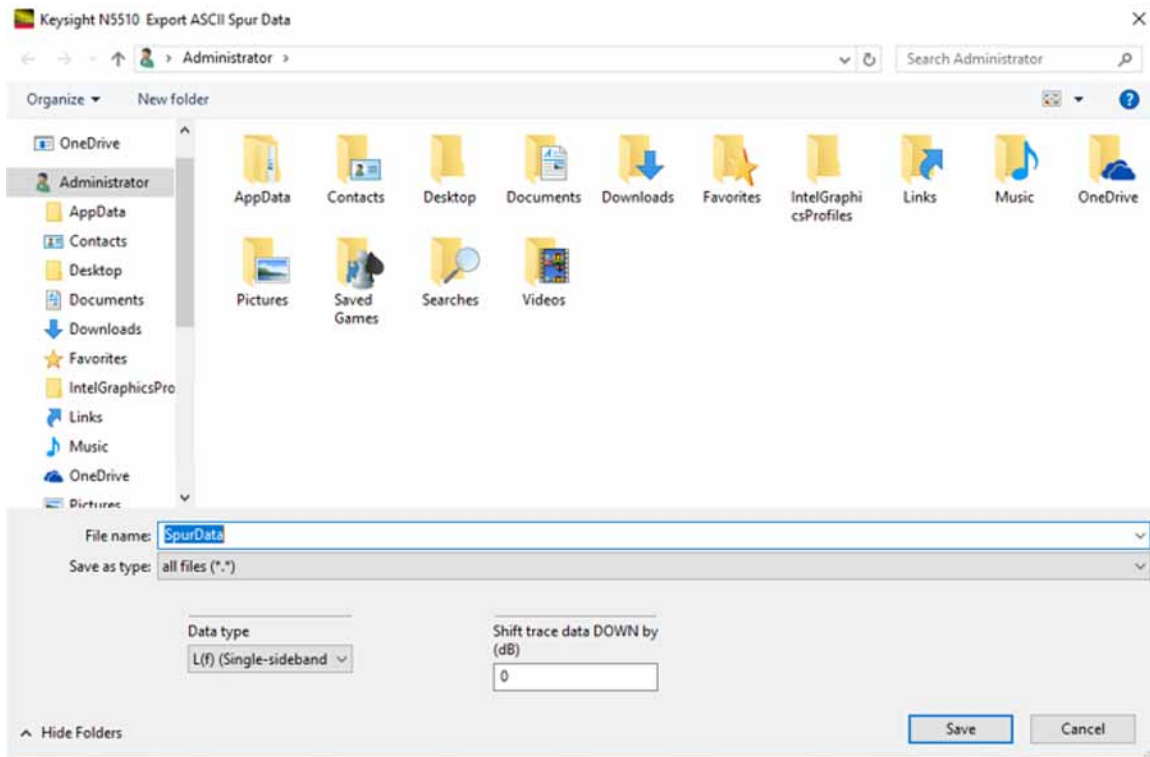 Keysight N5510 Export ASCII Spur Data
Administrator
Search Administrator
Organize
New folder
OneDrive
Administrator
AppData
Contacts
Desktop
Documents
Downloads
Favorites
IntelGraphicsPro
Links
Music
OneDrive
Pictures
AppData
Contacts
Desktop
Documents
Downloads
Favorites
IntelGraphi
csProfiles
Links
Music
OneDrive
Pictures
Saved
Games
Searches
Videos
File name: SpurData
Save as type: all files (*.*)
Data type
L(f) (Single-sideband
Shift trace data DOWN by
(dB)
0
Hide Folders
Save
Cancel